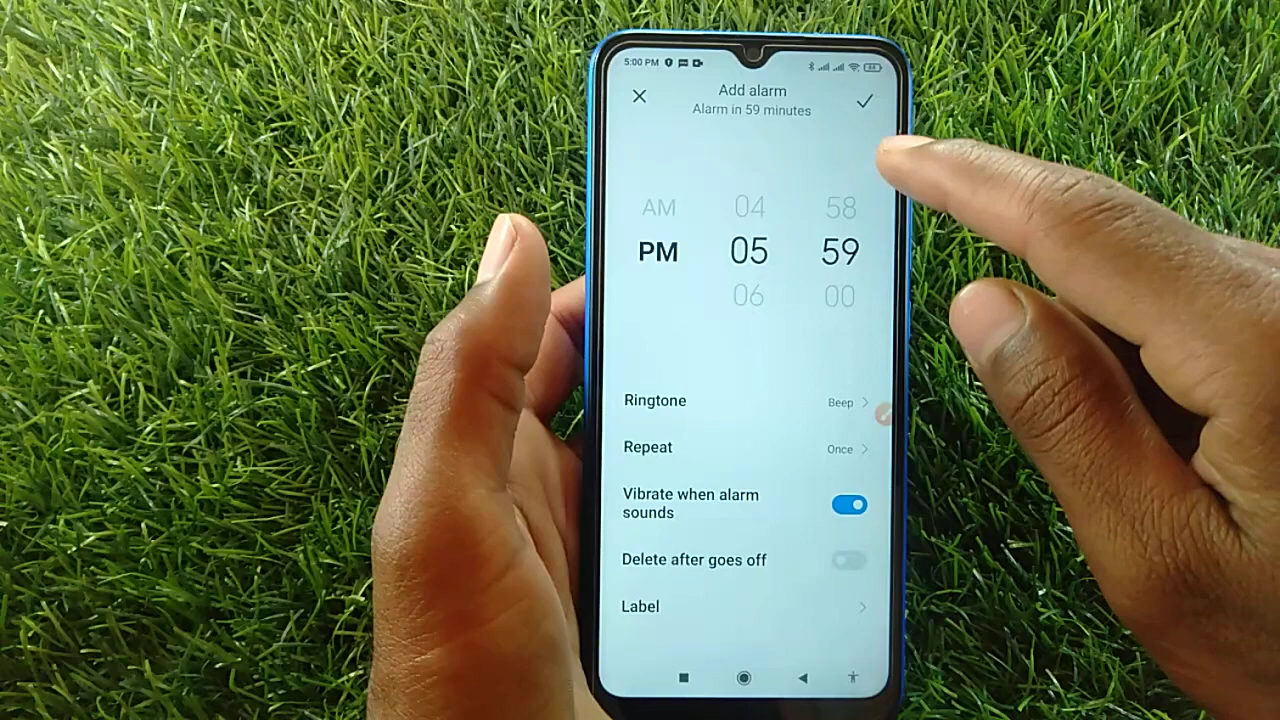 5:00 PM
Add alarm
Alarm in 59 minutes
AM 04 58
PM 05 59
06 00
Ringtone Beep
Repeat Once
Vibrate when alarm
sounds
Delete after goes off
Label